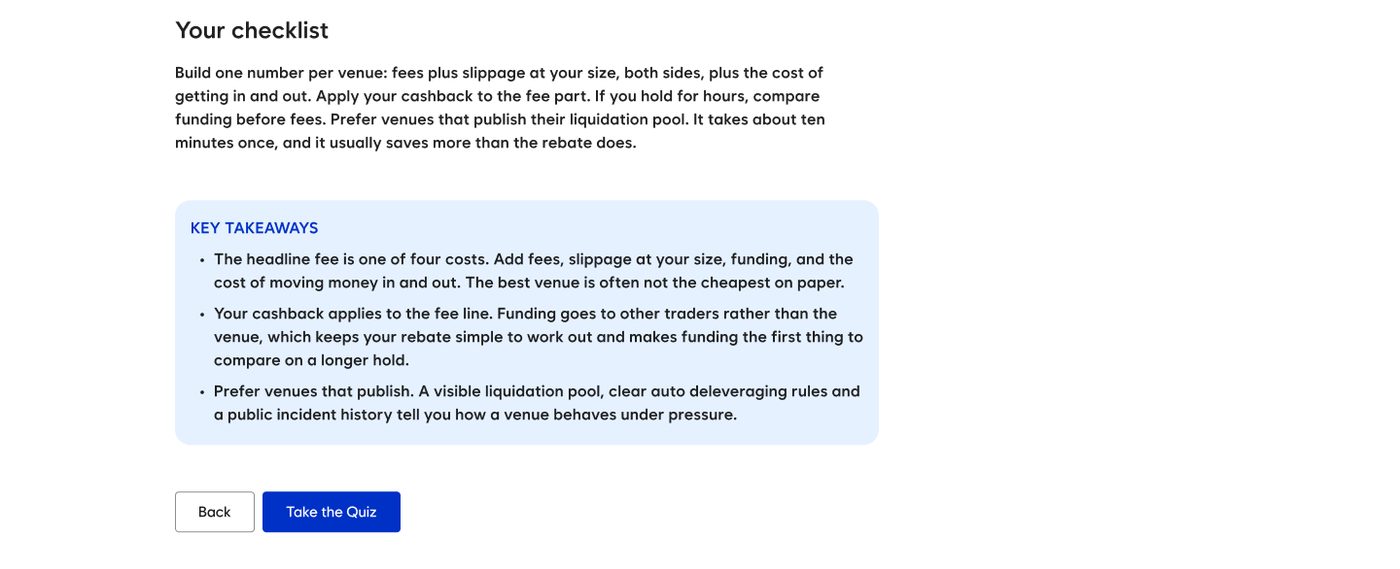 Your checklist
Build one number per venue: fees plus slippage at your size, both sides, plus the cost of
getting in and out. Apply your cashback to the fee part. If you hold for hours, compare
funding before fees. Prefer venues that publish their liquidation pool. It takes about ten
minutes once, and it usually saves more than the rebate does.
KEY TAKEAWAYS
• The headline fee is one of four costs. Add fees, slippage at your size, funding, and the
cost of moving money in and out. The best venue is often not the cheapest on paper.
• Your cashback applies to the fee line. Funding goes to other traders rather than the
venue, which keeps your rebate simple to work out and makes funding the first thing to
compare on a longer hold.
• Prefer venues that publish. A visible liquidation pool, clear auto deleveraging rules and
a public incident history tell you how a venue behaves under pressure.
Back
Take the Quiz